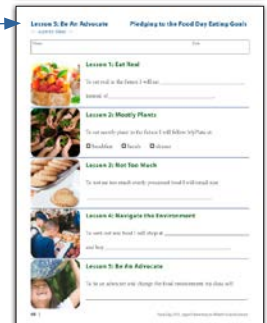 Lesson 5: Be An Advocate Pledging to the Food Day Eating Goals
Name Date
Lesson 1: Eat Real
To eat real in the future I will eat
instead of
Lesson 2: Mostly Plants
To eat mostly plants in the future I will follow MyPlate at:
breakfast lunch dinner
Lesson 3: Not Too Much
To not eat too much overly processed food I will
Lesson 4: Navigate the Environment
To seek out real food I will shop at
and buy
Lesson 5: Be An Advocate
To be an advocate and change the food environment my class will